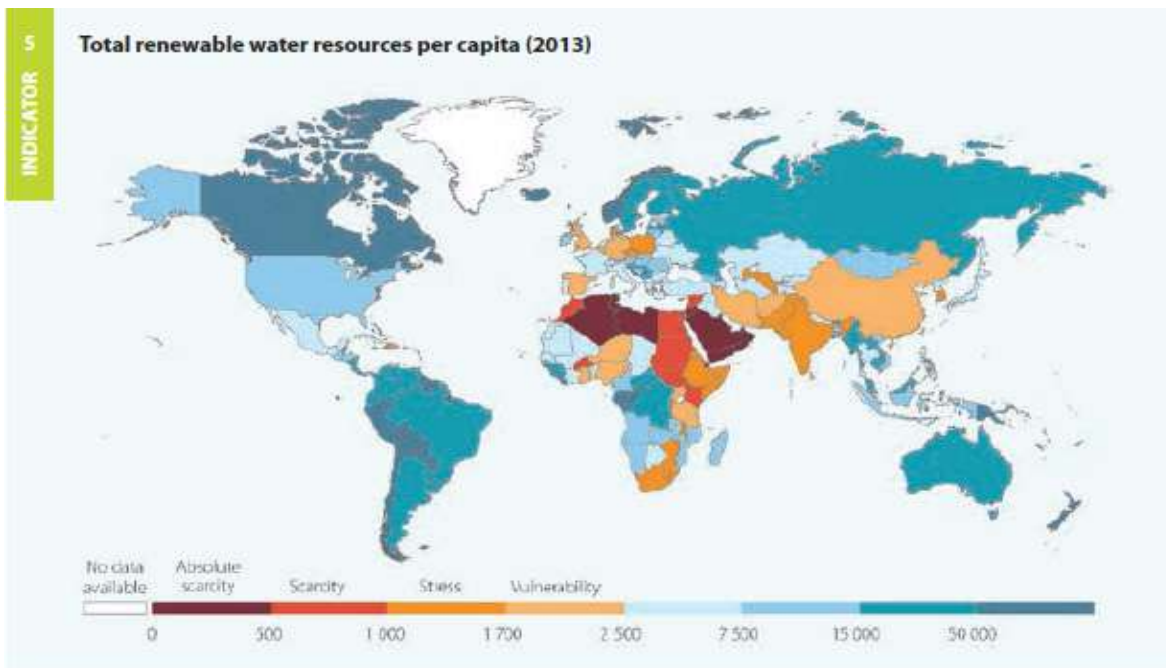 INDICATOR 5
Total renewable water resources per capita (2013)
No data available
Absolute scarcity
Scarcity
Stress
Vulnerability
0 500 1 000 1 700 2 500 7 500 15 000 50 000